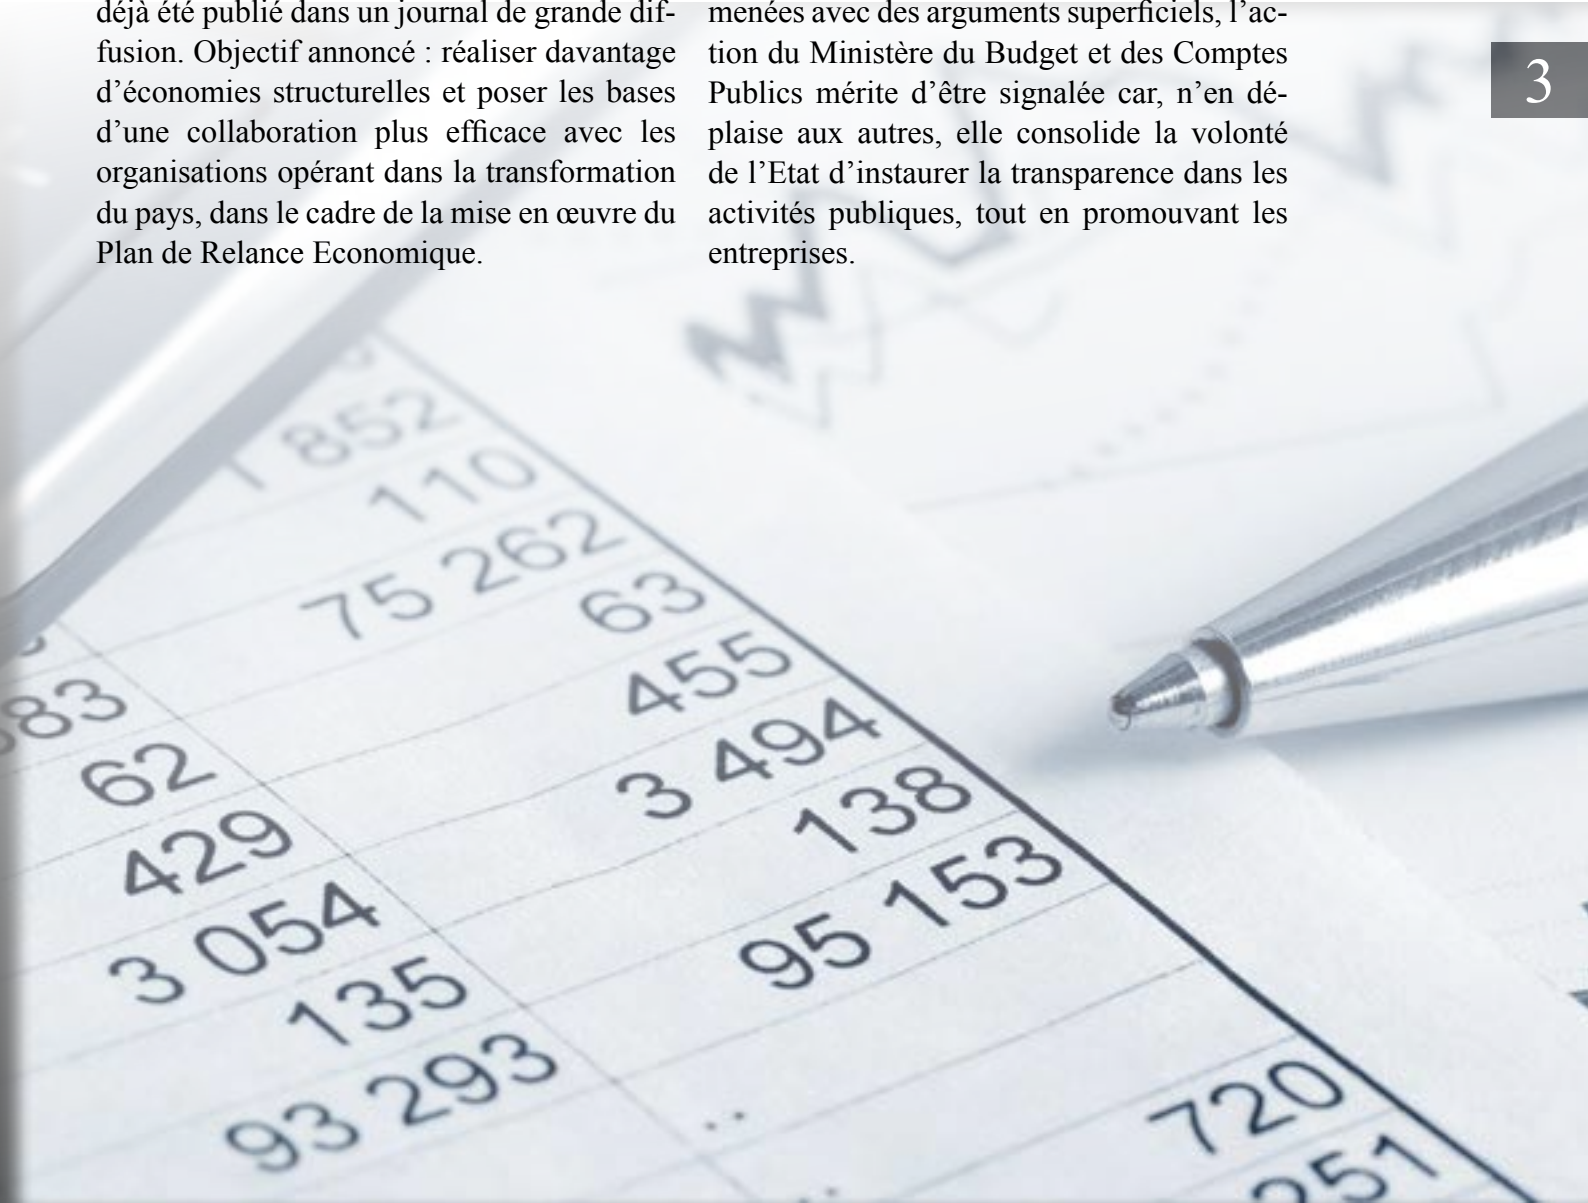 déjà été publié dans un journal de grande dif-
fusion. Objectif annoncé : réaliser davantage
d’économies structurelles et poser les bases
d’une collaboration plus efficace avec les
organisations opérant dans la transformation
du pays, dans le cadre de la mise en œuvre du
Plan de Relance Economique.
menées avec des arguments superficiels, l’ac-
tion du Ministère du Budget et des Comptes
Publics mérite d’être signalée car, n’en dé-
plaise aux autres, elle consolide la volonté
de l’Etat d’instaurer la transparence dans les
activités publiques, tout en promouvant les
entreprises.
3
1 852
110
75 262
63
455
3 494
138
95 153
720
251
83
62
429
3 054
135
93 293
..